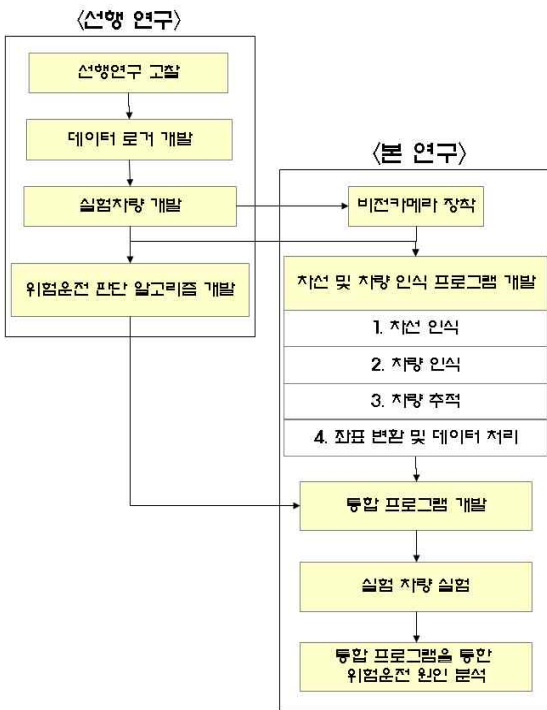 <선행 연구>
선행연구 고찰
데이터 로거 개발
실험차량 개발
위험운전 판단 알고리즘 개발
<본 연구>
비전카메라 장착
차선 및 차량 인식 프로그램 개발
1. 차선 인식
2. 차량 인식
3. 차량 추적
4. 좌표 변환 및 데이터 처리
통합 프로그램 개발
실험 차량 실험
통합 프로그램을 통한
위험운전 원인 분석